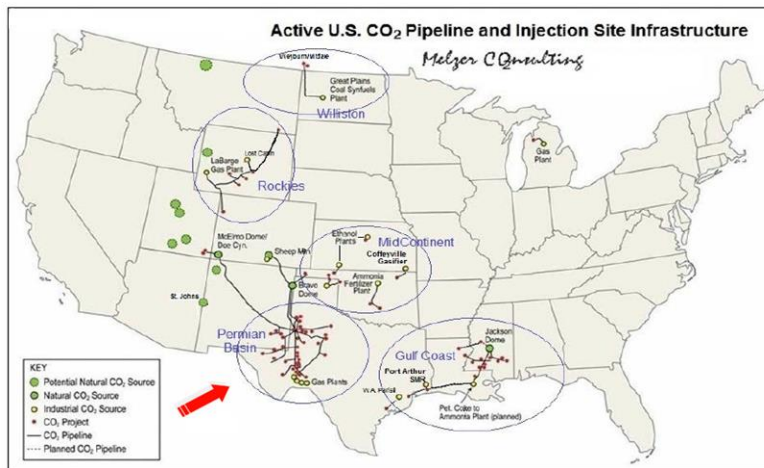 Active U.S. CO₂ Pipeline and Injection Site Infrastructure
Melzer CO2nsulting
Great Plains
Coal Synfuels
Plant
Williston
Lost Cabin
LaBarge
Gas Plant
Rockies
Gas
Plant
McElmo Dome/
Doe Cyn.
Sheep Mtn
Ethanol
Plants
MidContinent
Coffeyville
Gasifier
Bravo
Dome
Ammonia
Fertilizer
Plant
St. Johns
Permian
Basin
Gas Plants
Gulf Coast
Jackson
Dome
Port Arthur
SMR
W.A. Parish
Pet. Coke to
Ammonia Plant (planned)
KEY
Potential Natural CO₂ Source
Natural CO₂ Source
Industrial CO₂ Source
CO₂ Project
CO₂ Pipeline
Planned CO₂ Pipeline